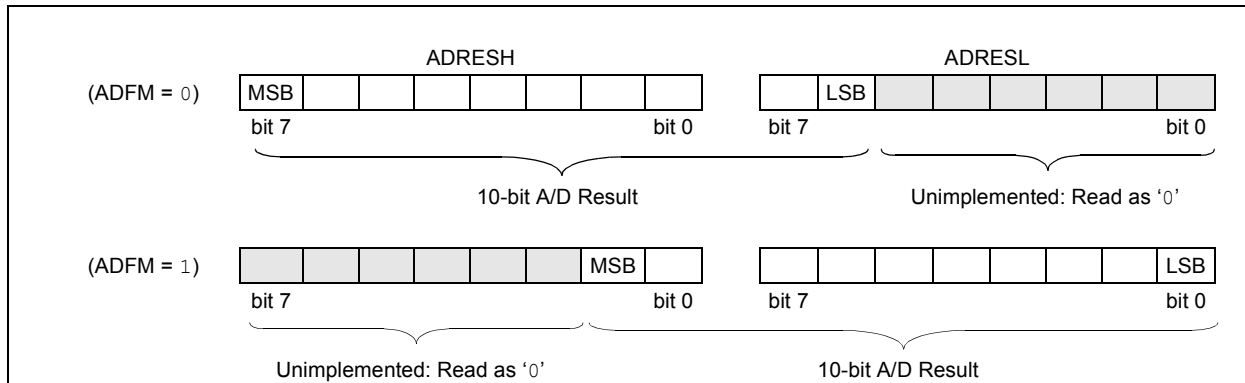 ADRESH ADRESL
(ADFM = 0) MSB LSB
bit 7 bit 0 bit 7 bit 0
10-bit A/D Result Unimplemented: Read as ‘0’
(ADFM = 1) MSB LSB
bit 7 bit 0 bit 7 bit 0
Unimplemented: Read as ‘0’ 10-bit A/D Result